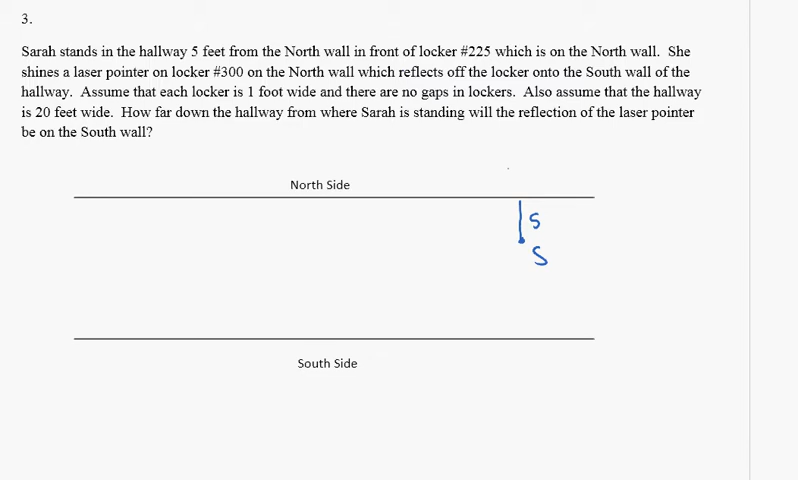 3.
Sarah stands in the hallway 5 feet from the North wall in front of locker #225 which is on the North wall.  She
shines a laser pointer on locker #300 on the North wall which reflects off the locker onto the South wall of the
hallway.  Assume that each locker is 1 foot wide and there are no gaps in lockers.  Also assume that the hallway
is 20 feet wide.  How far down the hallway from where Sarah is standing will the reflection of the laser pointer
be on the South wall?
North Side
5
S
South Side